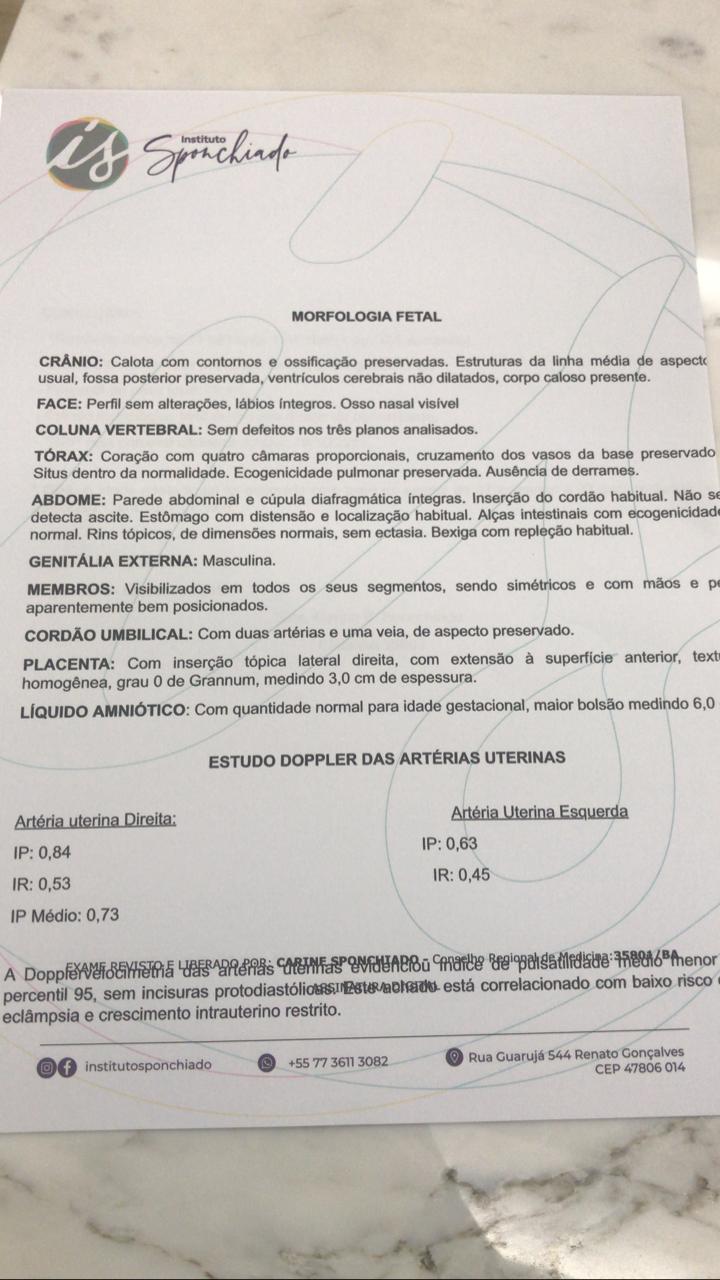 is
Instituto
Sponchiado
MORFOLOGIA FETAL
CRÂNIO: Calota com contornos e ossificação preservadas. Estruturas da linha média de aspecto
usual, fossa posterior preservada, ventrículos cerebrais não dilatados, corpo caloso presente.
FACE: Perfil sem alterações, lábios íntegros. Osso nasal visível
COLUNA VERTEBRAL: Sem defeitos nos três planos analisados.
TÓRAX: Coração com quatro câmaras proporcionais, cruzamento dos vasos da base preservado
Situs dentro da normalidade. Ecogenicidade pulmonar preservada. Ausência de derrames.
ABDOME: Parede abdominal e cúpula diafragmática íntegras. Inserção do cordão habitual. Não se
detecta ascite. Estômago com distensão e localização habitual. Alças intestinais com ecogenicidade
normal. Rins tópicos, de dimensões normais, sem ectasia. Bexiga com repleção habitual.
GENITÁLIA EXTERNA: Masculina.
MEMBROS: Visibilizados em todos os seus segmentos, sendo simétricos e com mãos e
aparentemente bem posicionados.
CORDÃO UMBILICAL: Com duas artérias e uma veia, de aspecto preservado.
PLACENTA: Com inserção tópica lateral direita, com extensão à superfície anterior,
homogênea, grau 0 de Grannum, medindo 3,0 cm de espessura.
LÍQUIDO AMNIÓTICO: Com quantidade normal para idade gestacional, maior bolsão medindo 6,0
ESTUDO DOPPLER DAS ARTÉRIAS UTERINAS
Artéria uterina Direita:
Artéria Uterina Esquerda
IP: 0,84
IP: 0,63
IR: 0,53
IR: 0,45
IP Médio: 0,73
EXAME REVISTO E LIBERADO POR: CARINE SPONCHIADO - Conselho Regional de Medicina: 35804/BA
A Dopplervelocimetria das artérias uterinas evidenciou índice de pulsatilidade médio menor
ASSINATURA DIGITAL
percentil 95, sem incisuras protodiastólicas. Este achado está correlacionado com baixo risco
eclâmpsia e crescimento intrauterino restrito.
institutosponchiado
+55 77 3611 3082
Rua Guarujá 544 Renato Gonçalves
CEP 47806 014